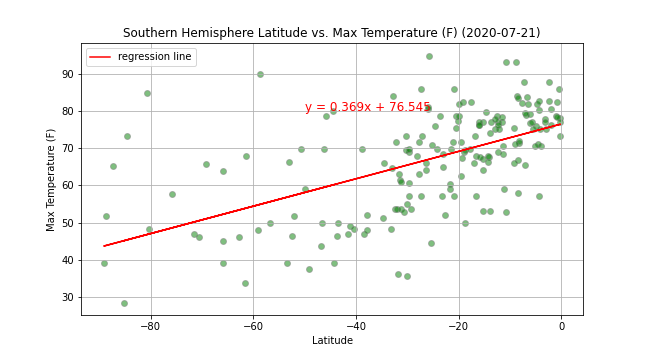 Southern Hemisphere Latitude vs. Max Temperature (F) (2020-07-21)
regression line
y = 0.369x + 76.545
Max Temperature (F)
90
80
70
60
50
40
30
−80
−60
−40
−20
0
Latitude